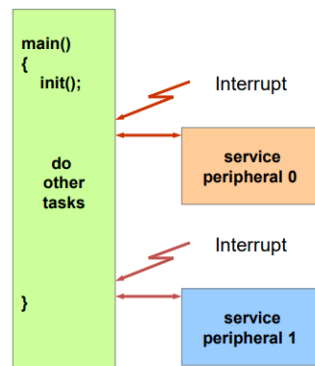 main()
{
init();
Interrupt
service
peripheral 0
do
other
tasks
Interrupt
}
service
peripheral 1